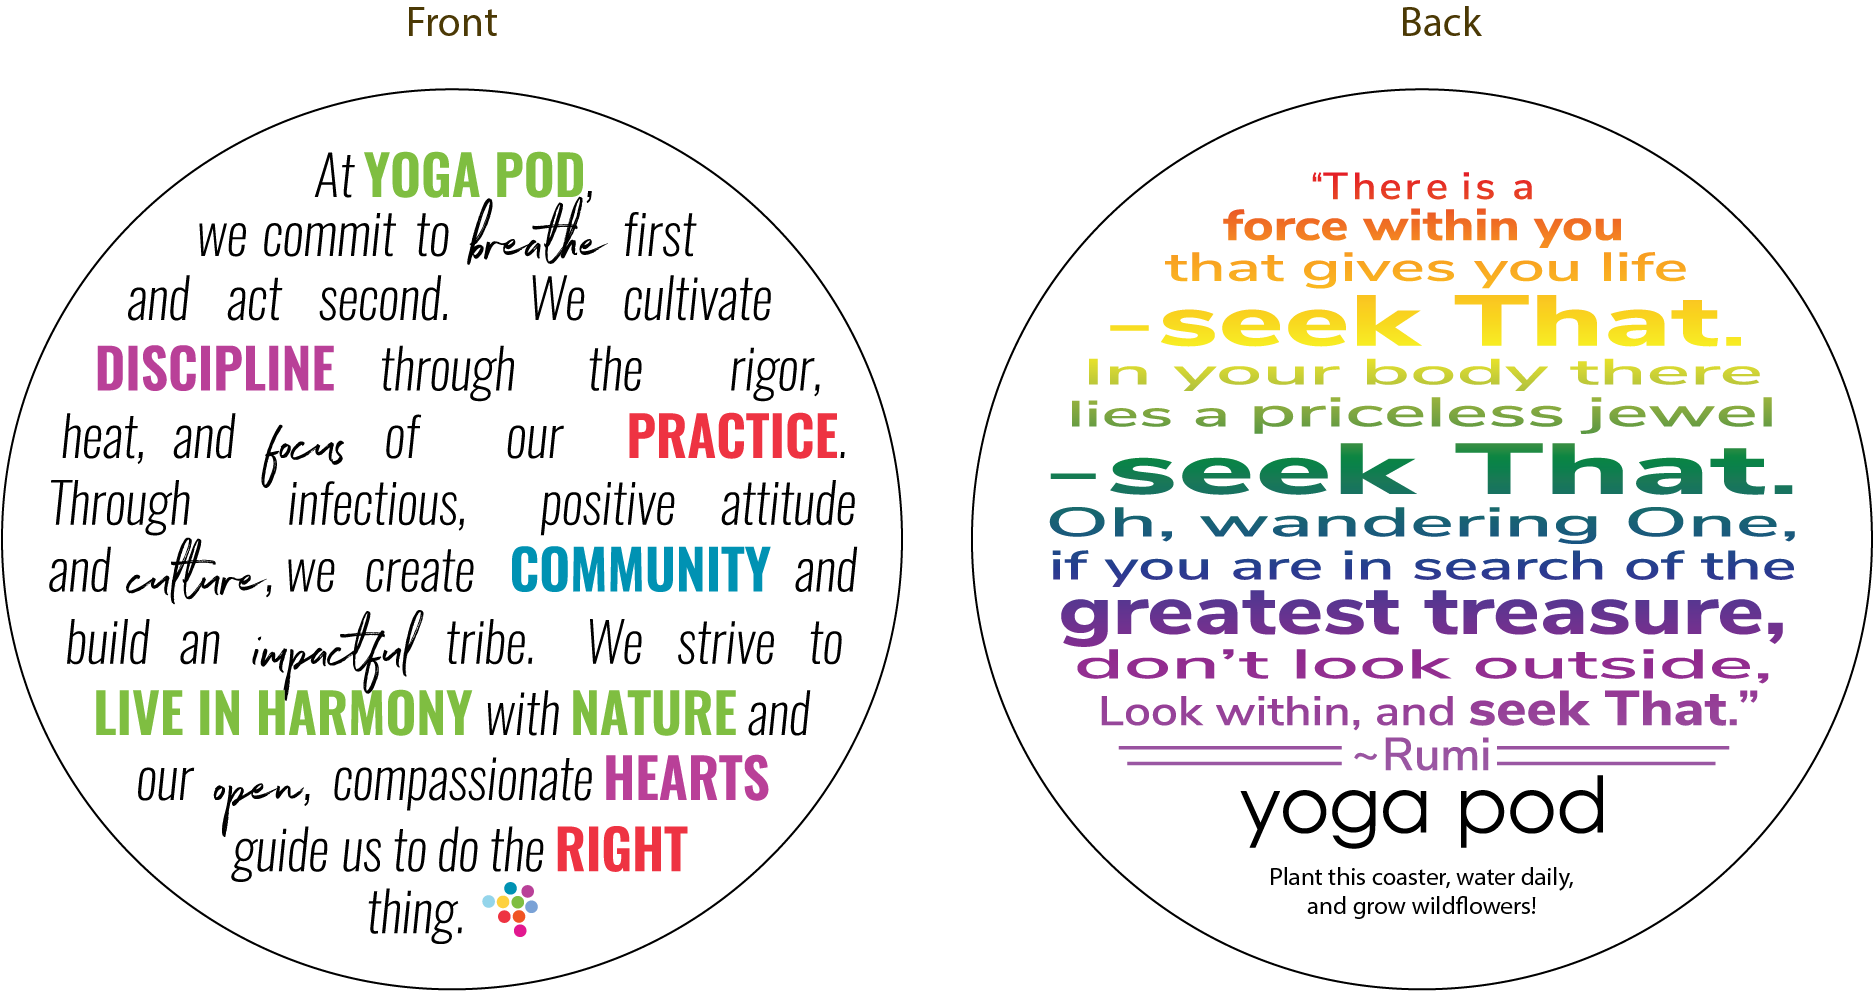 Front
At YOGA POD,
we commit to breathe first
and act second. We cultivate
DISCIPLINE through the rigor,
heat, and focus of our PRACTICE.
Through infectious, positive attitude
and culture, we create COMMUNITY and
build an impactful tribe. We strive to
LIVE IN HARMONY with NATURE and
our open, compassionate HEARTS
guide us to do the RIGHT
thing.
Back
“There is a
force within you
that gives you life
–seek That.
In your body there
lies a priceless jewel
–seek That.
Oh, wandering One,
if you are in search of the
greatest treasure,
don’t look outside,
Look within, and seek That.”
~Rumi
yoga pod
Plant this coaster, water daily,
and grow wildflowers!